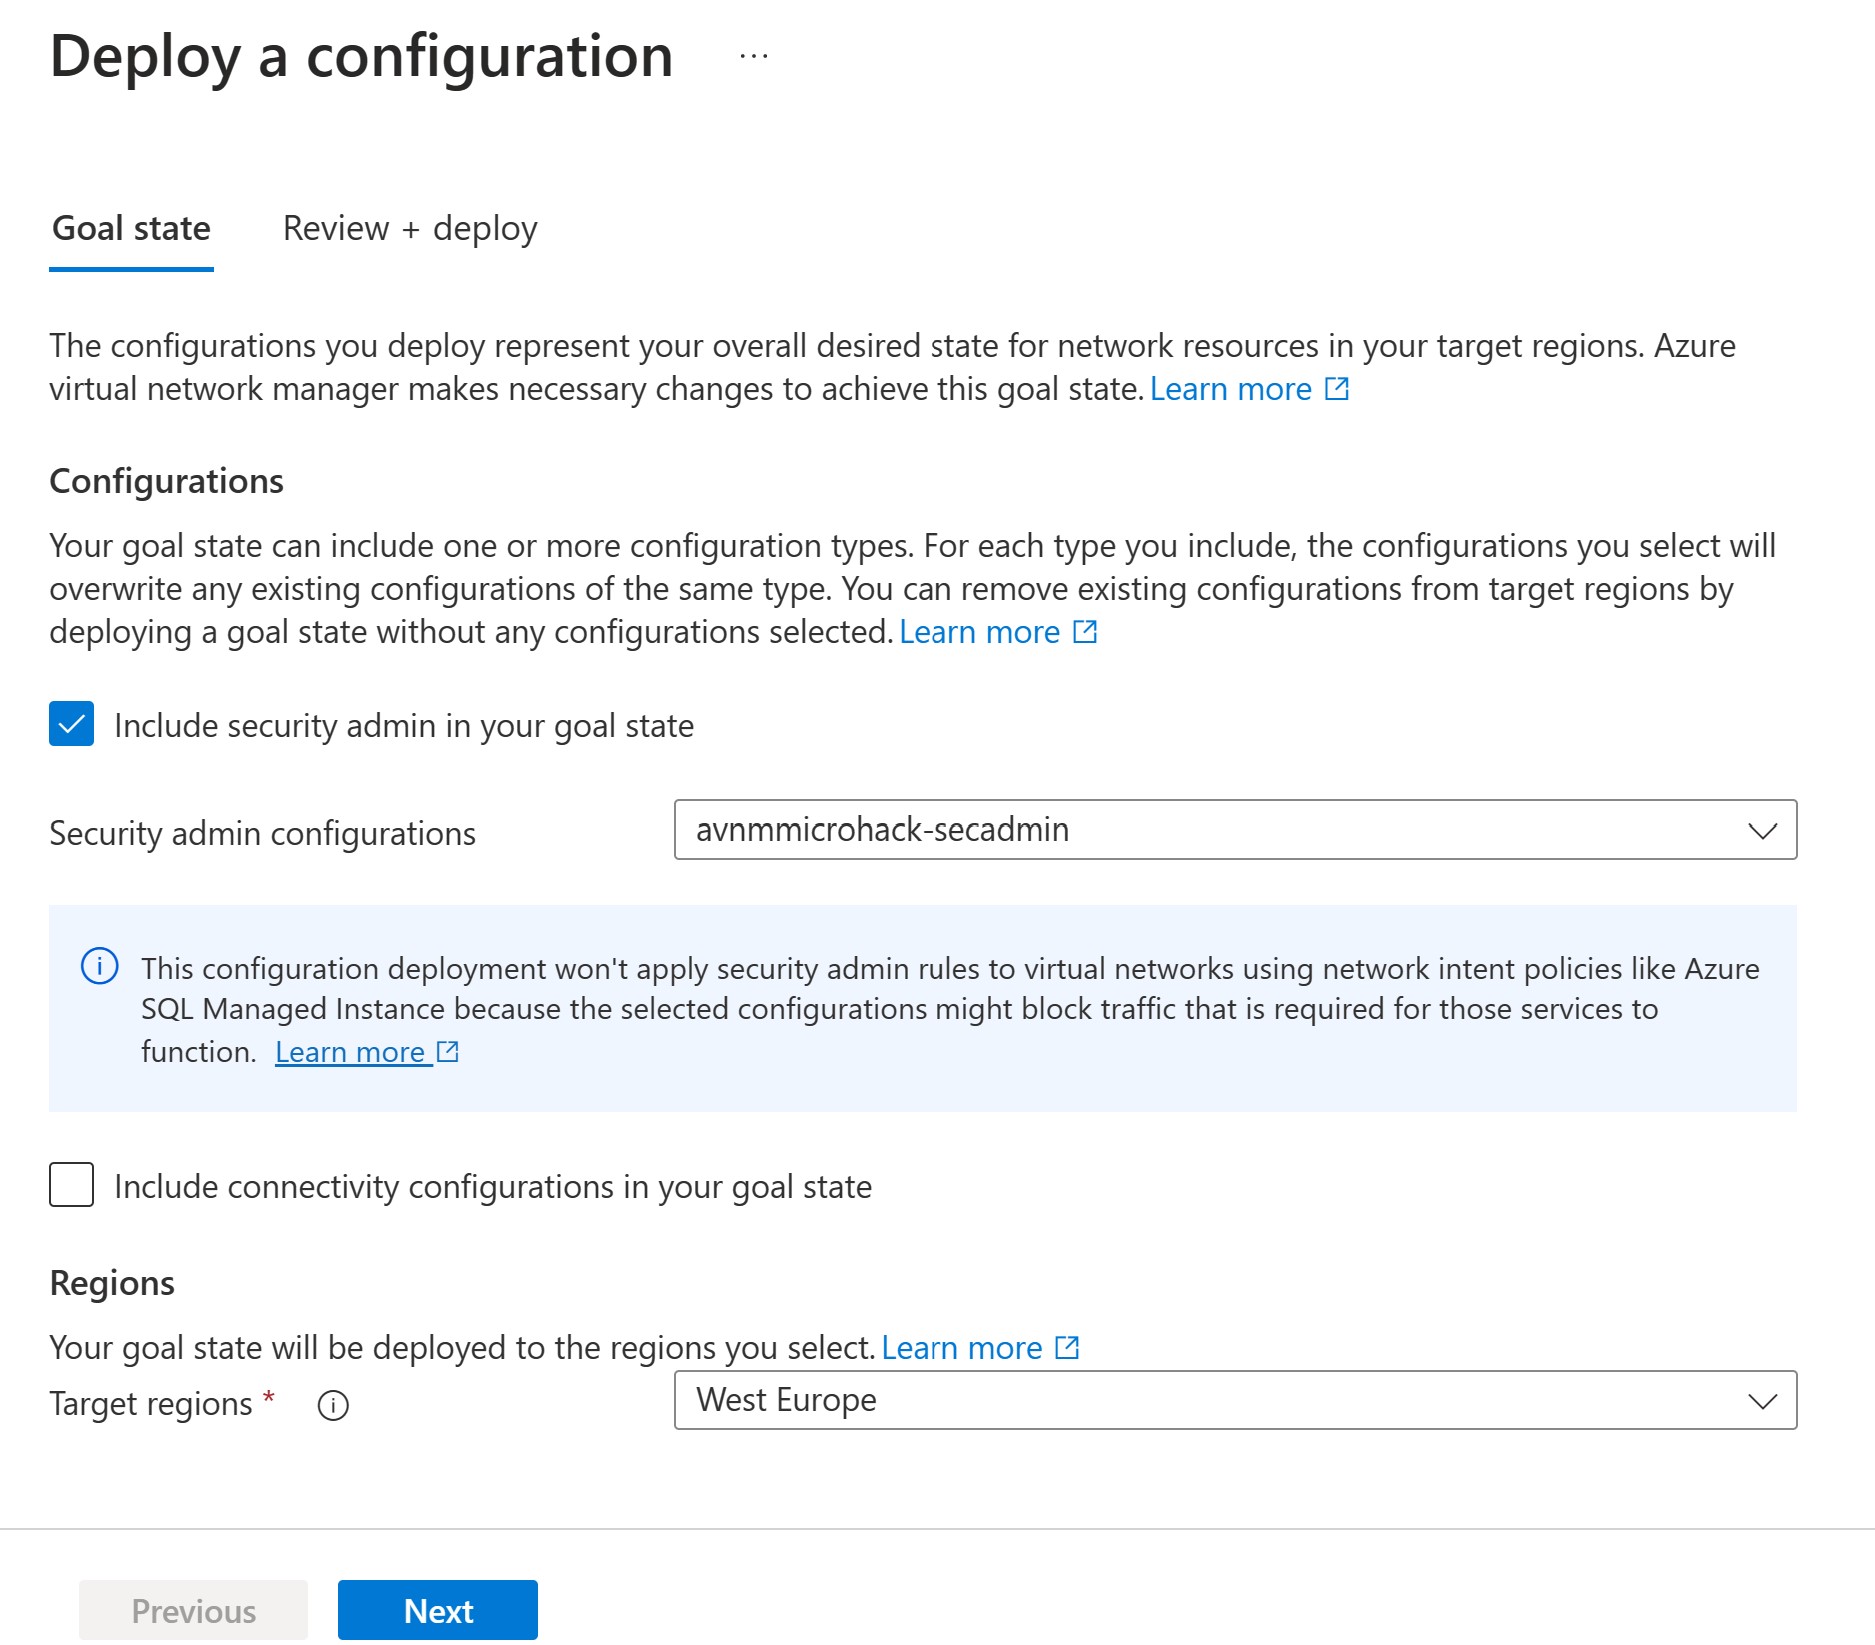 Deploy a configuration ...
Goal state Review + deploy
The configurations you deploy represent your overall desired state for network resources in your target regions. Azure
virtual network manager makes necessary changes to achieve this goal state. Learn more
Configurations
Your goal state can include one or more configuration types. For each type you include, the configurations you select will
overwrite any existing configurations of the same type. You can remove existing configurations from target regions by
deploying a goal state without any configurations selected. Learn more
Include security admin in your goal state
Security admin configurations avnmmicrohack-secadmin
This configuration deployment won't apply security admin rules to virtual networks using network intent policies like Azure
SQL Managed Instance because the selected configurations might block traffic that is required for those services to
function. Learn more
Include connectivity configurations in your goal state
Regions
Your goal state will be deployed to the regions you select. Learn more
Target regions * West Europe
Previous Next